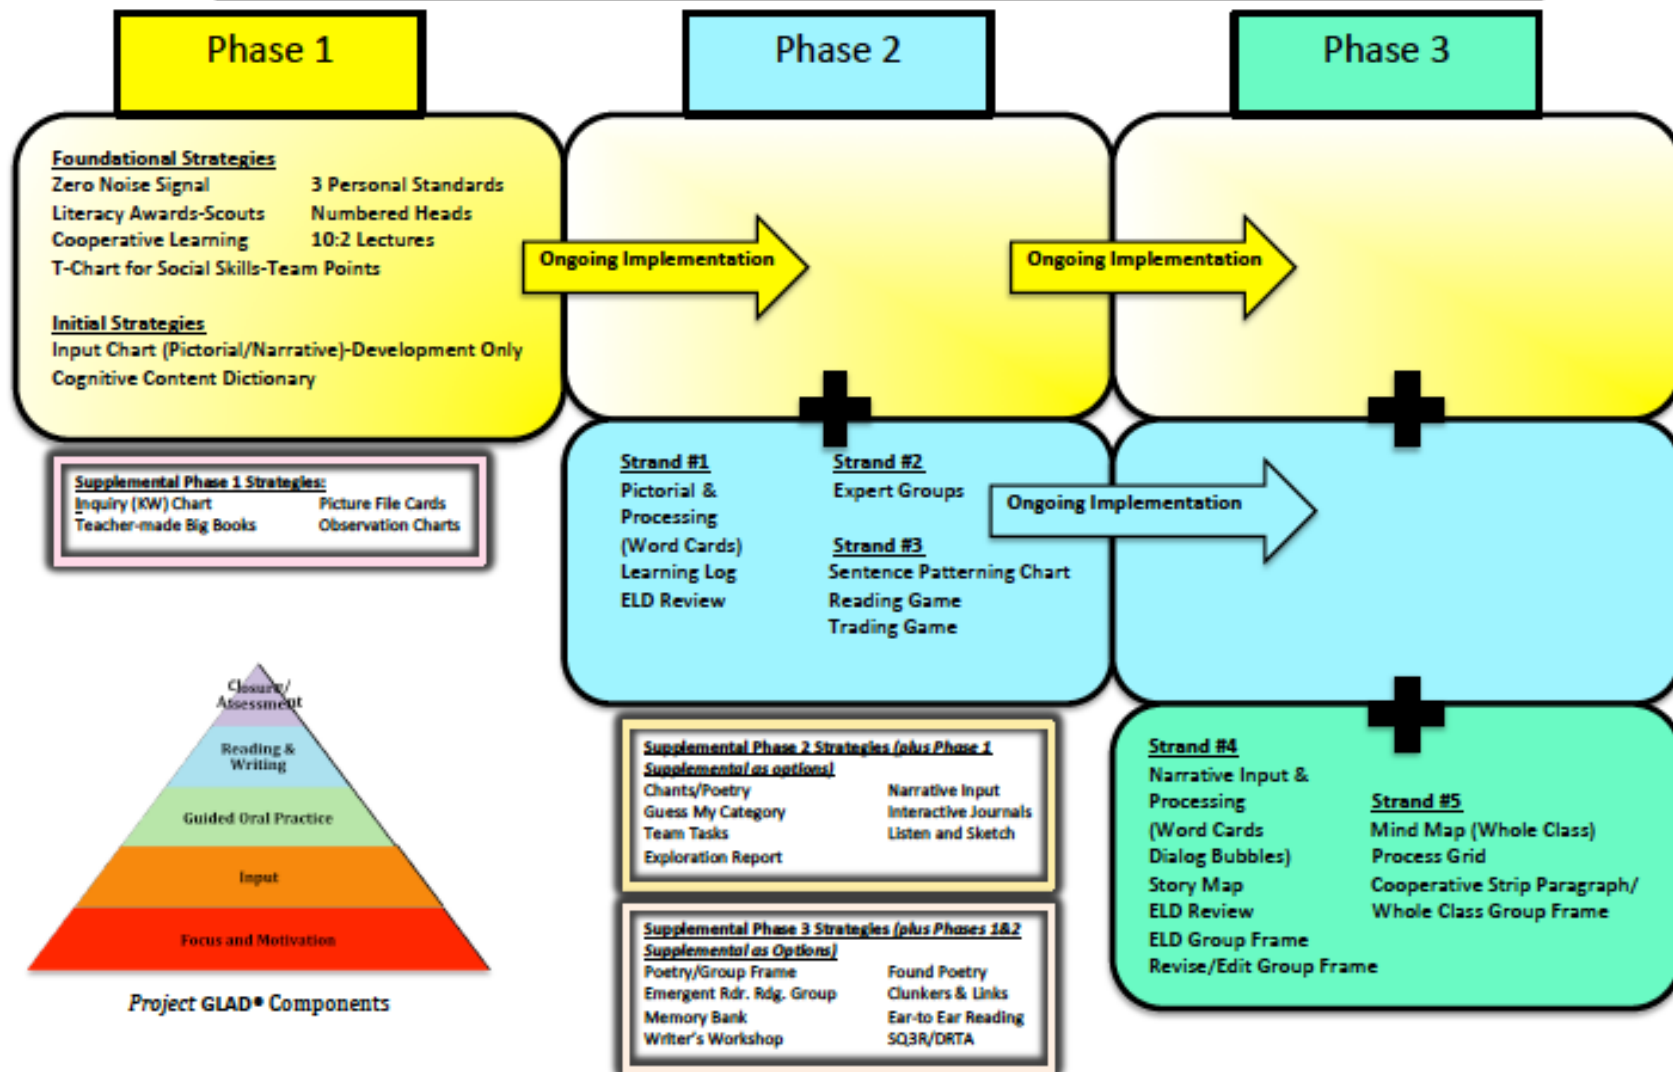 Phase 1
Phase 2
Phase 3
Foundational Strategies
Zero Noise Signal 3 Personal Standards
Literacy Awards-Scouts Numbered Heads
Cooperative Learning 10:2 Lectures
T-Chart for Social Skills-Team Points
Initial Strategies
Input Chart (Pictorial/Narrative)-Development Only
Cognitive Content Dictionary
Ongoing Implementation
Ongoing Implementation
Supplemental Phase 1 Strategies:
Inquiry (KW) Chart Picture File Cards
Teacher-made Big Books Observation Charts
Strand #1
Pictorial &
Processing
(Word Cards)
Learning Log
ELD Review
Strand #2
Expert Groups
Strand #3
Sentence Patterning Chart
Reading Game
Trading Game
Ongoing Implementation
Closure/
Assessment
Reading &
Writing
Guided Oral Practice
Input
Focus and Motivation
Project GLAD® Components
Supplemental Phase 2 Strategies (plus Phase 1
Supplemental as options)
Chants/Poetry Narrative Input
Guess My Category Interactive Journals
Team Tasks Listen and Sketch
Exploration Report
Supplemental Phase 3 Strategies (plus Phases 1&2
Supplemental as Options)
Poetry/Group Frame Found Poetry
Emergent Rdr. Rdg. Group Clunkers & Links
Memory Bank Ear-to Ear Reading
Writer's Workshop SQ3R/DRTA
Strand #4
Narrative Input &
Processing
(Word Cards
Dialog Bubbles)
Story Map
ELD Review
ELD Group Frame
Revise/Edit Group Frame
Strand #5
Mind Map (Whole Class)
Process Grid
Cooperative Strip Paragraph/
Whole Class Group Frame